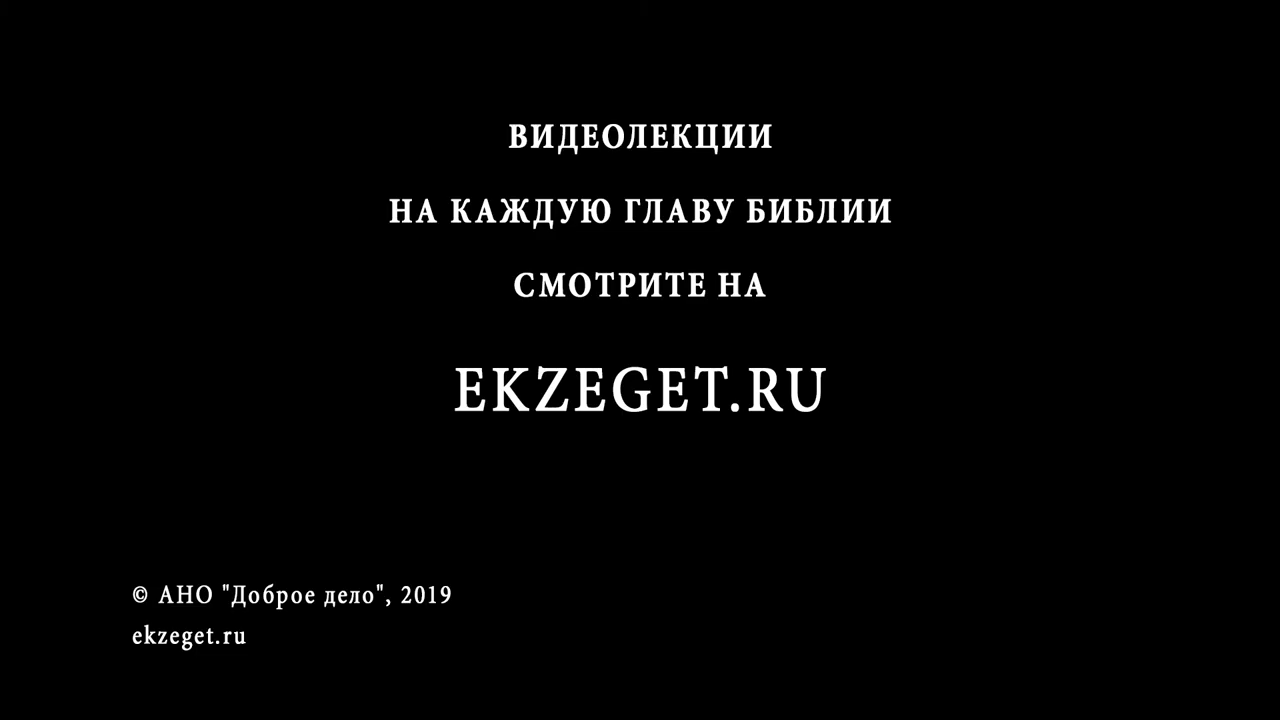 ВИДЕОЛЕКЦИИ
НА КАЖДУЮ ГЛАВУ БИБЛИИ
СМОТРИТЕ НА
EKZEGET.RU
© АНО "Доброе дело", 2019
ekzeget.ru